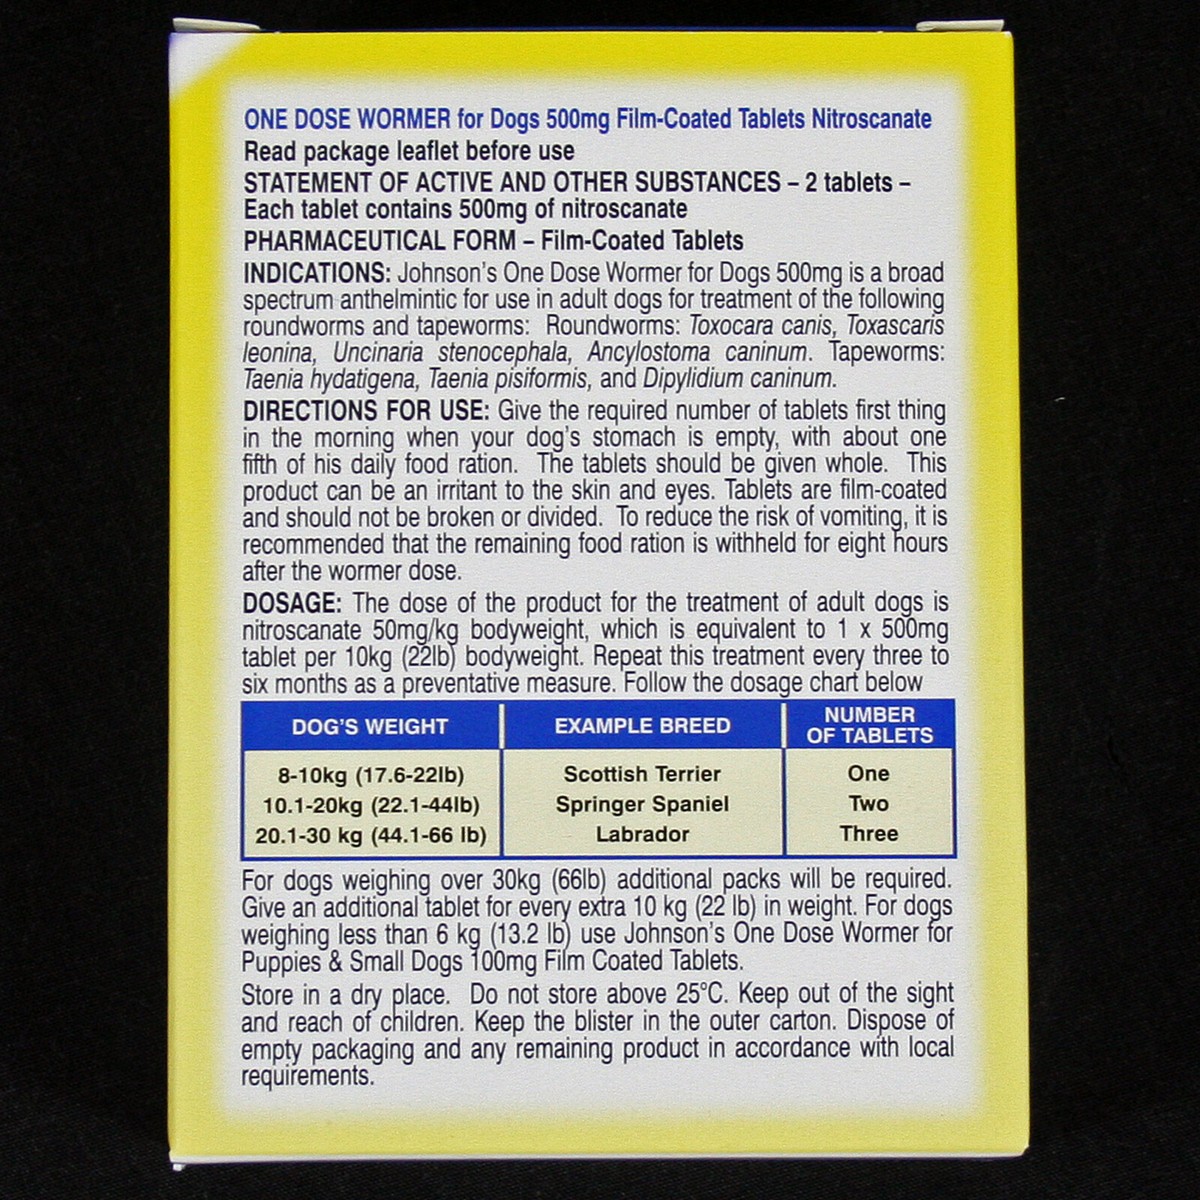 ONE DOSE WORMER for Dogs 500mg Film-Coated Tablets Nitroscanate
Read package leaflet before use
STATEMENT OF ACTIVE AND OTHER SUBSTANCES – 2 tablets –
Each tablet contains 500mg of nitroscanate
PHARMACEUTICAL FORM – Film-Coated Tablets
INDICATIONS: Johnson's One Dose Wormer for Dogs 500mg is a broad
spectrum anthelmintic for use in adult dogs for treatment of the following
roundworms and tapeworms: Roundworms: Toxocara canis, Toxascaris
leonina, Uncinaria stenocephala, Ancylostoma caninum. Tapeworms:
Taenia hydatigena, Taenia pisiformis, and Dipylidium caninum.
DIRECTIONS FOR USE: Give the required number of tablets first thing
in the morning when your dog's stomach is empty, with about one
fifth of his daily food ration. The tablets should be given whole. This
product can be an irritant to the skin and eyes. Tablets are film-coated
and should not be broken or divided. To reduce the risk of vomiting, it is
recommended that the remaining food ration is withheld for eight hours
after the wormer dose.
DOSAGE: The dose of the product for the treatment of adult dogs is
nitroscanate 50mg/kg bodyweight, which is equivalent to 1 x 500mg
tablet per 10kg (22lb) bodyweight. Repeat this treatment every three to
six months as a preventative measure. Follow the dosage chart below
DOG'S WEIGHT EXAMPLE BREED NUMBER OF TABLETS
8-10kg (17.6-22lb) Scottish Terrier One
10.1-20kg (22.1-44lb) Springer Spaniel Two
20.1-30 kg (44.1-66 lb) Labrador Three
For dogs weighing over 30kg (66lb) additional packs will be required.
Give an additional tablet for every extra 10 kg (22 lb) in weight. For dogs
weighing less than 6 kg (13.2 lb) use Johnson's One Dose Wormer for
Puppies & Small Dogs 100mg Film Coated Tablets.
Store in a dry place. Do not store above 25°C. Keep out of the sight
and reach of children. Keep the blister in the outer carton. Dispose of
empty packaging and any remaining product in accordance with local
requirements.